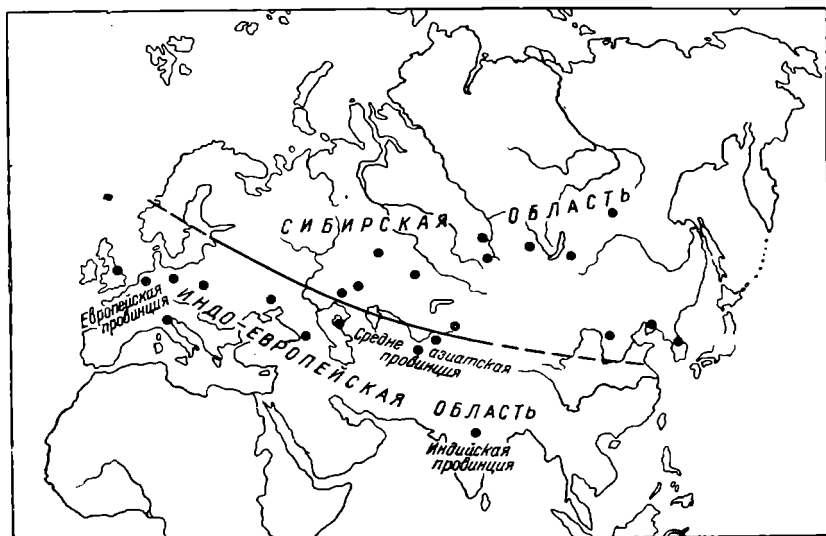 СИБИРСКАЯ ОБЛАСТЬ
Европейская
провинция
ИНДО-ЕВРОПЕЙСКАЯ ОБЛАСТЬ
Средне азиатская
провинция
Индийская
провинция